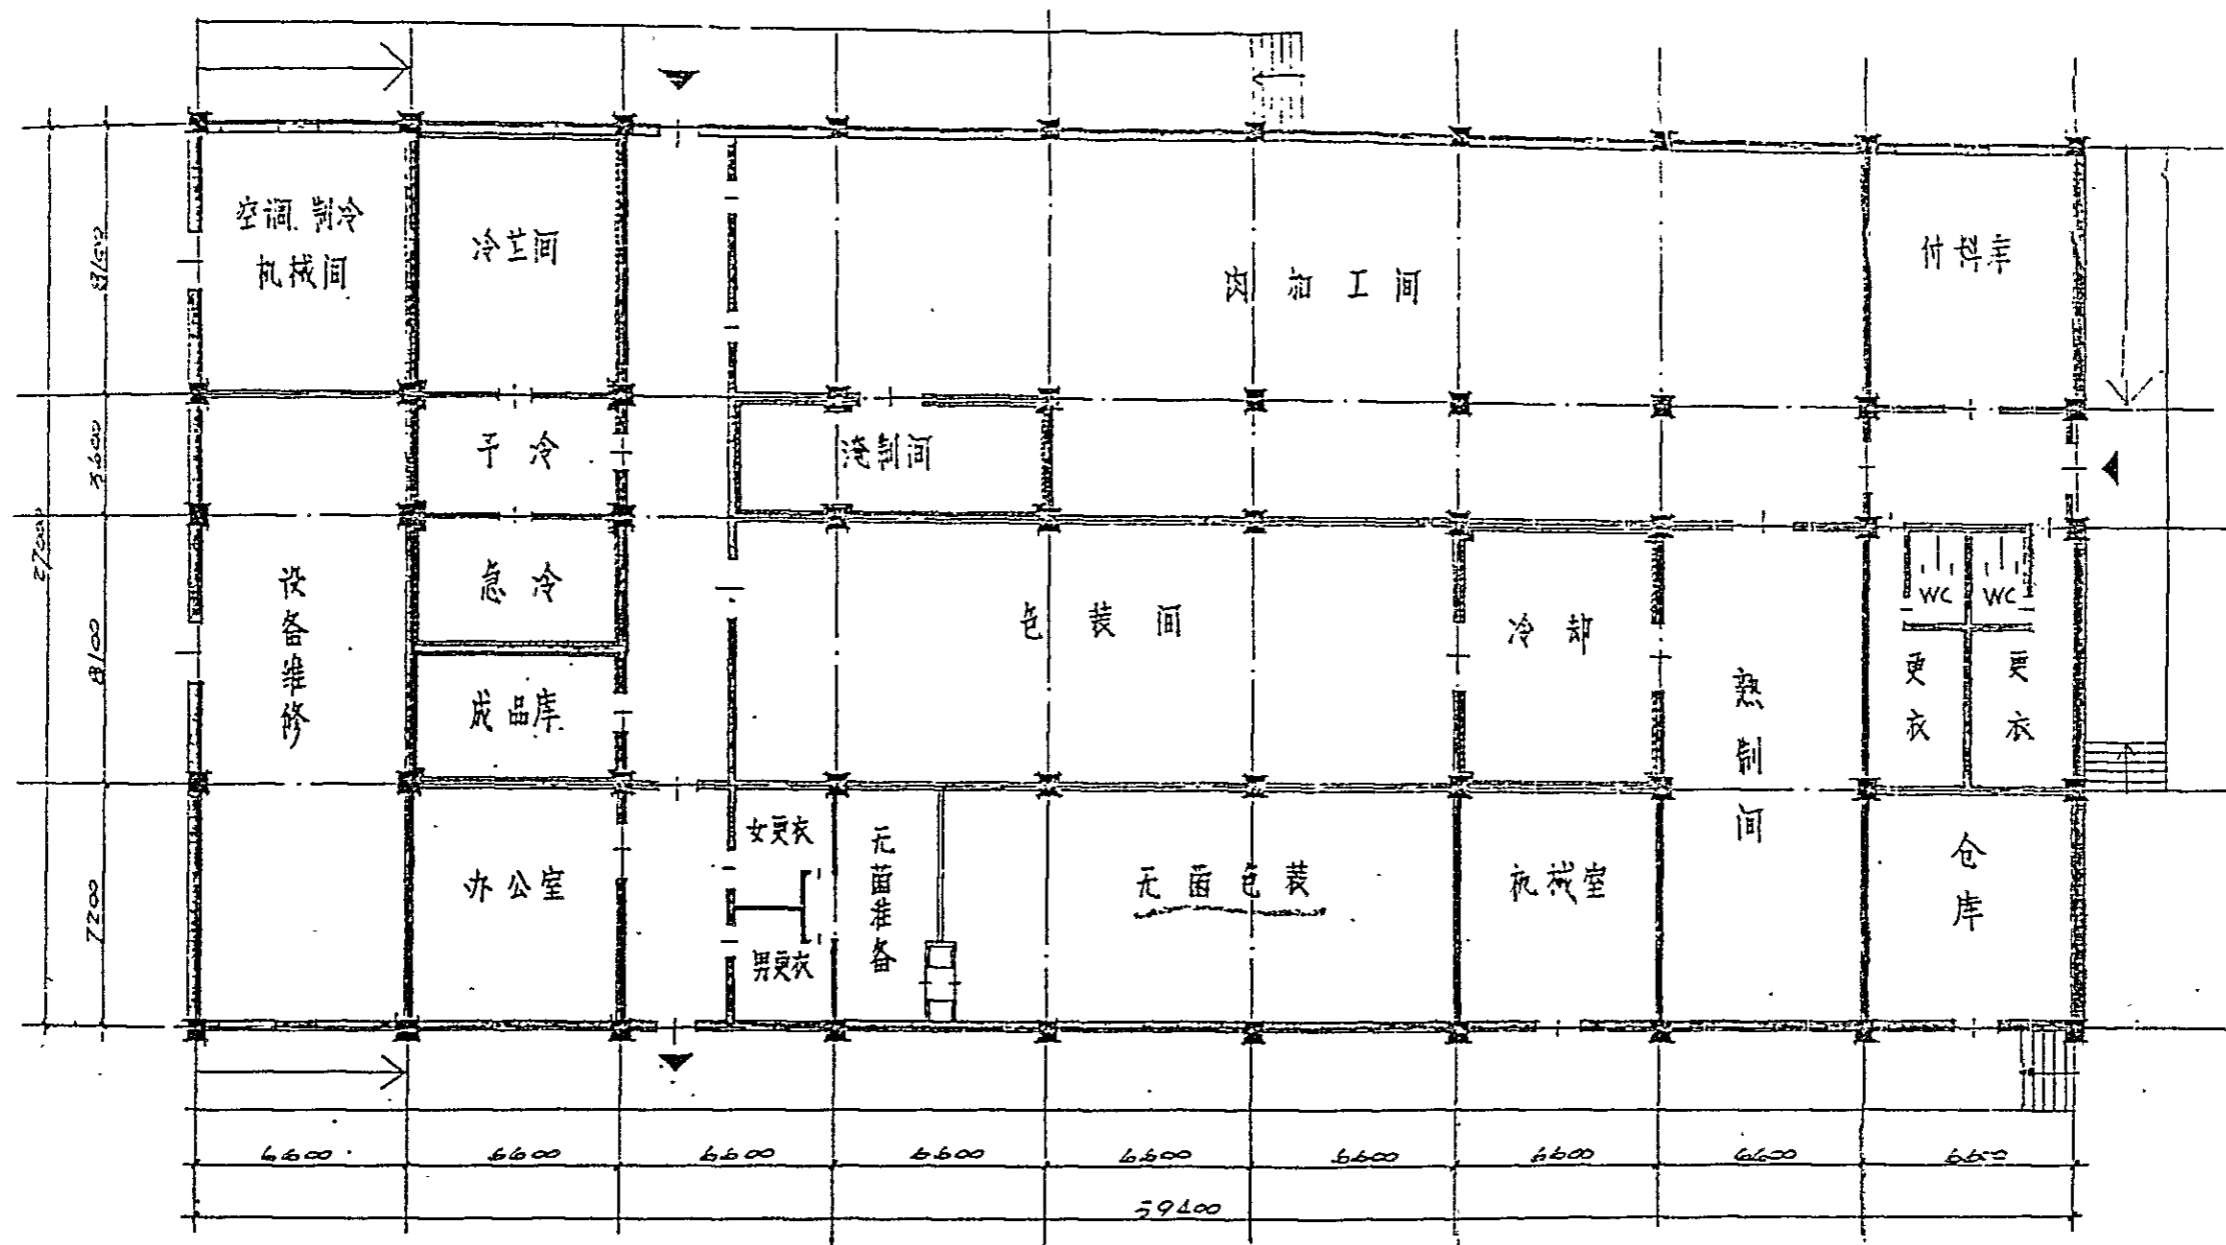 空调.制冷
机械间
冷芒间
肉加工间
付料库
8100
予冷
淹制间
3600
27000
设备维修
急冷
包装间
冷却
WC
WC
更衣
更衣
8100
成品库
熟制间
女更衣
无菌准备
办公室
无菌包装
机械室
仓库
7200
男更衣
6600
6600
6600
6600
6600
6600
6600
6600
6600
59400